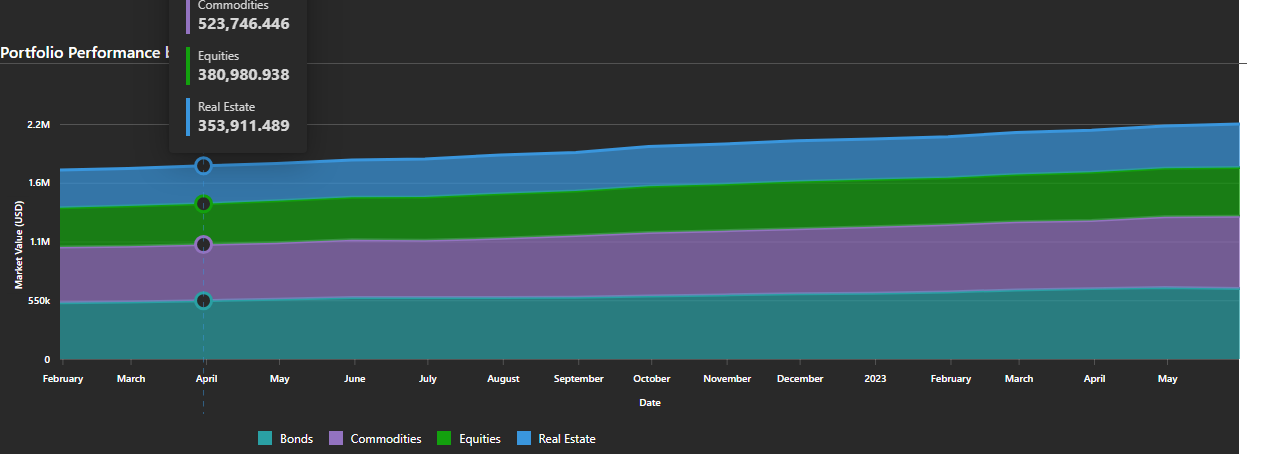 Commodities
523,746.446
Portfolio Performance
Equities
380,980.938
Real Estate
353,911.489
2.2M
1.6M
1.1M
550k
0
Market Value (USD)
February March April May June July August September October November December 2023 February March April May
Date
Bonds Commodities Equities Real Estate